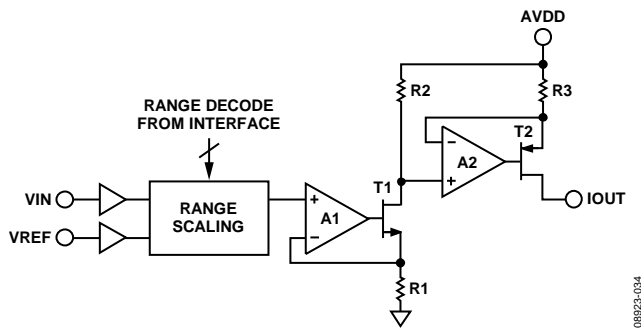 AVDD
R2
R3
RANGE DECODE
FROM INTERFACE
T2
A2
T1
VIN
IOUT
RANGE
SCALING
A1
VREF
R1
08923-034